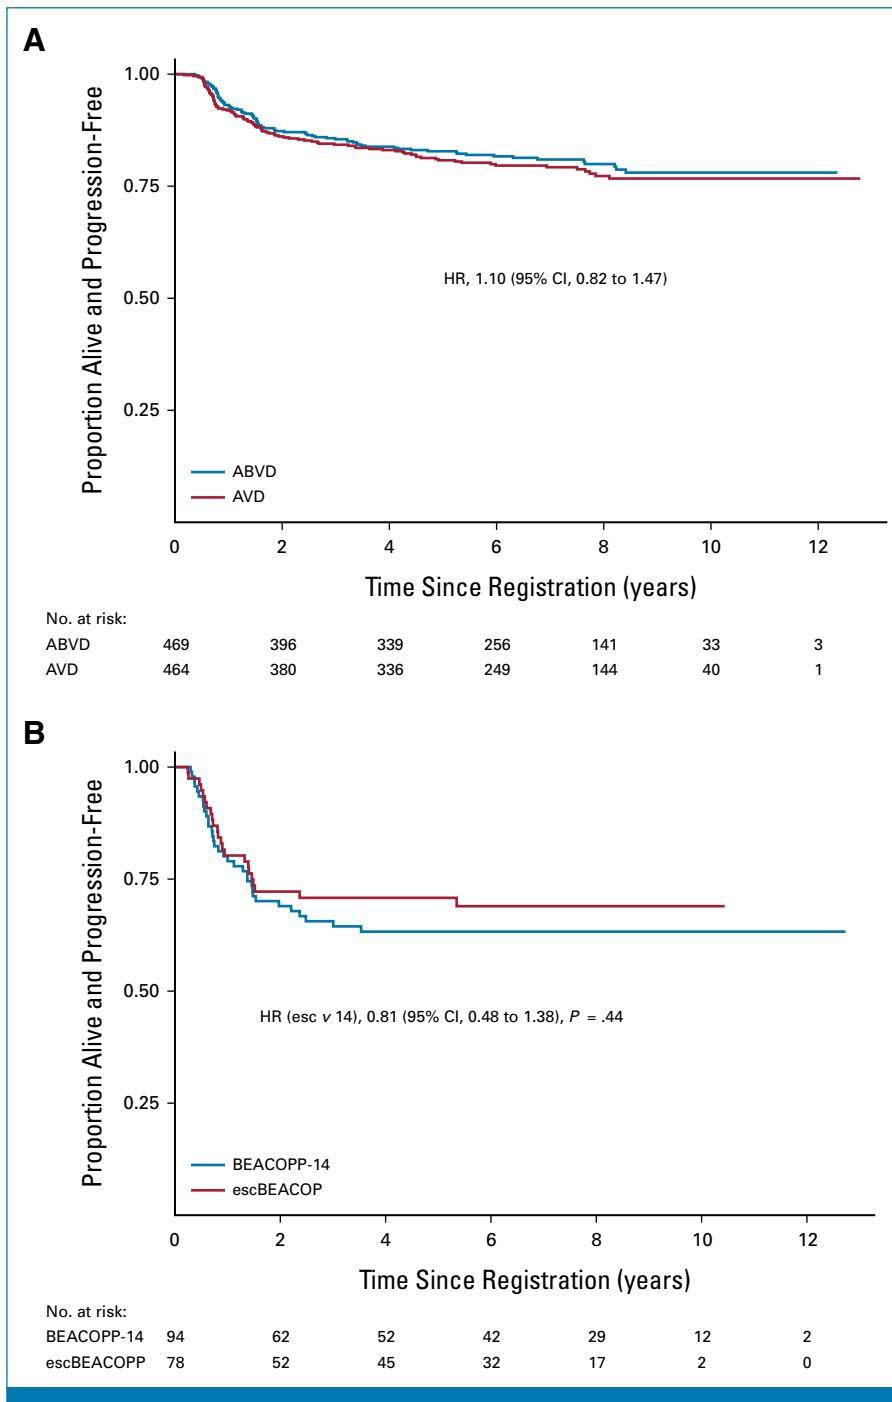 A
Proportion Alive and Progression-Free
1.00
0.75
0.50
0.25
HR, 1.10 (95% CI, 0.82 to 1.47)
ABVD
AVD
0 2 4 6 8 10 12
Time Since Registration (years)
No. at risk:
ABVD 469 396 339 256 141 33 3
AVD 464 380 336 249 144 40 1
B
Proportion Alive and Progression-Free
1.00
0.75
0.50
0.25
HR (esc v 14), 0.81 (95% CI, 0.48 to 1.38), P = .44
BEACOPP-14
escBEACOP
0 2 4 6 8 10 12
Time Since Registration (years)
No. at risk:
BEACOPP-14 94 62 52 42 29 12 2
escBEACOPP 78 52 45 32 17 2 0